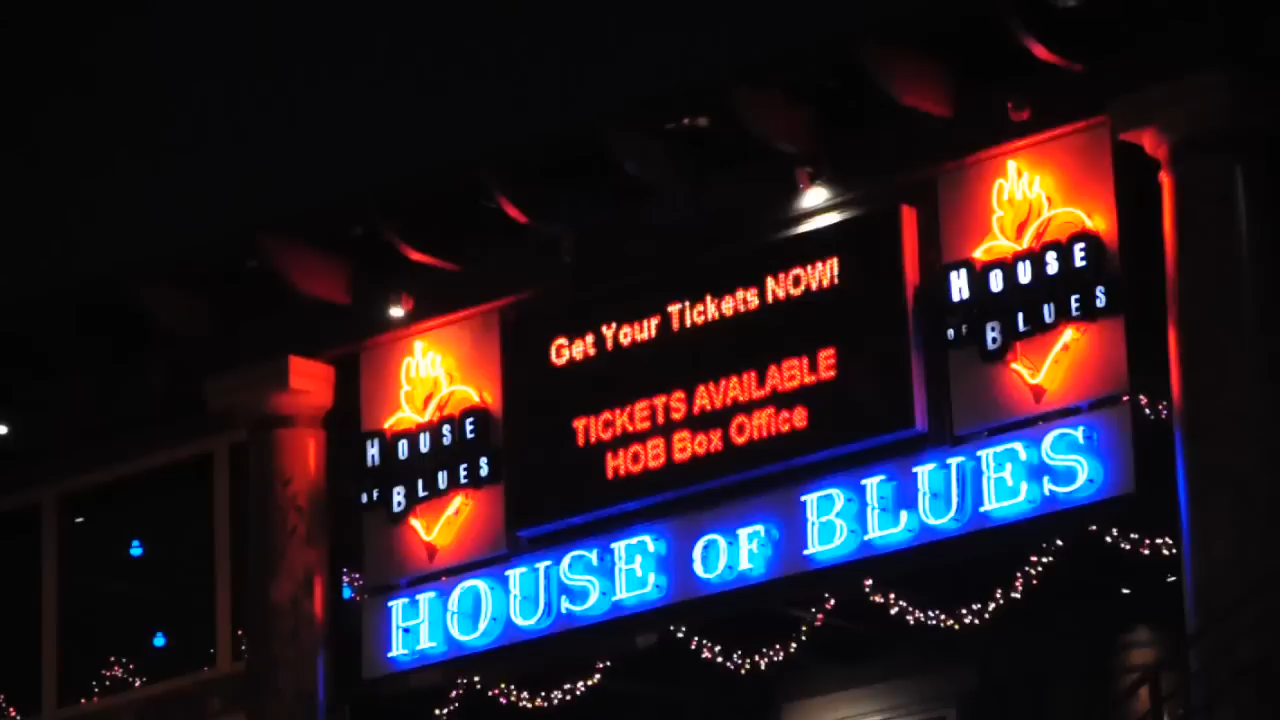 Get Your Tickets NOW!
TICKETS AVAILABLE
HOB Box Office
HOUSE
OF BLUES
HOUSE
OF BLUES
HOUSE OF BLUES